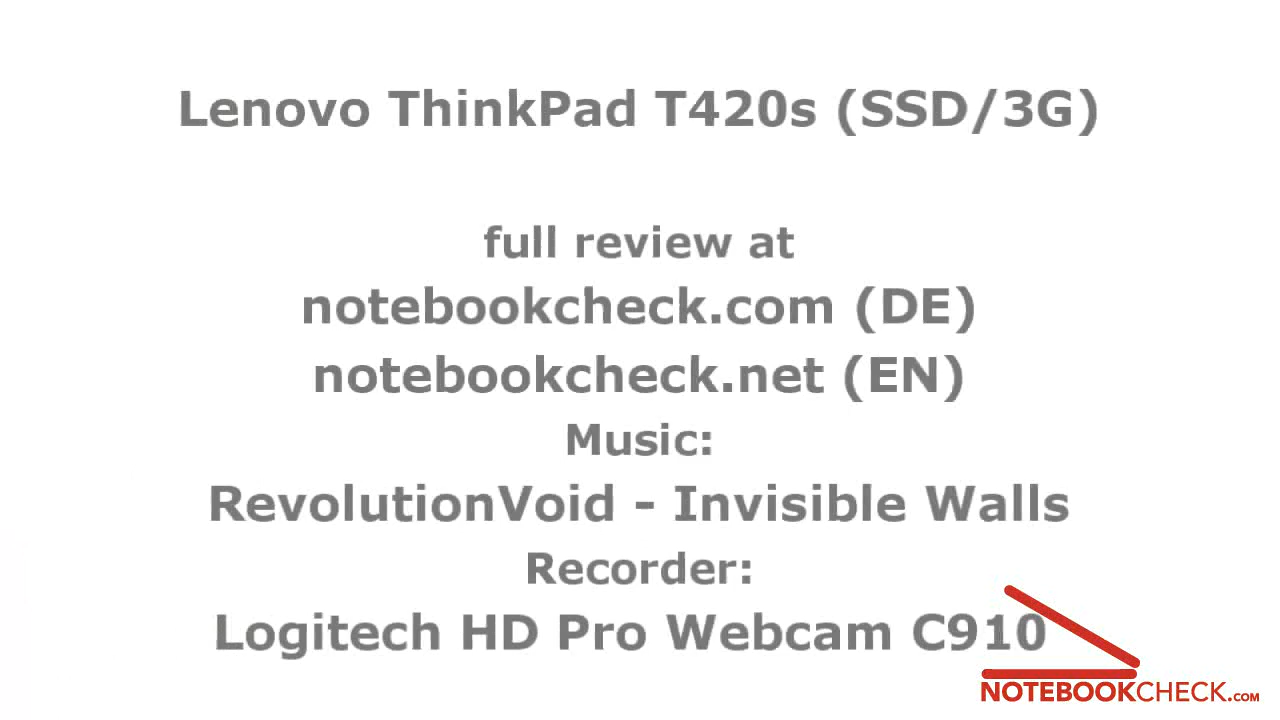 Lenovo ThinkPad T420s (SSD/3G)
full review at
notebookcheck.com (DE)
notebookcheck.net (EN)
Music:
RevolutionVoid - Invisible Walls
Recorder:
Logitech HD Pro Webcam C910
NOTEBOOKCHECK.COM